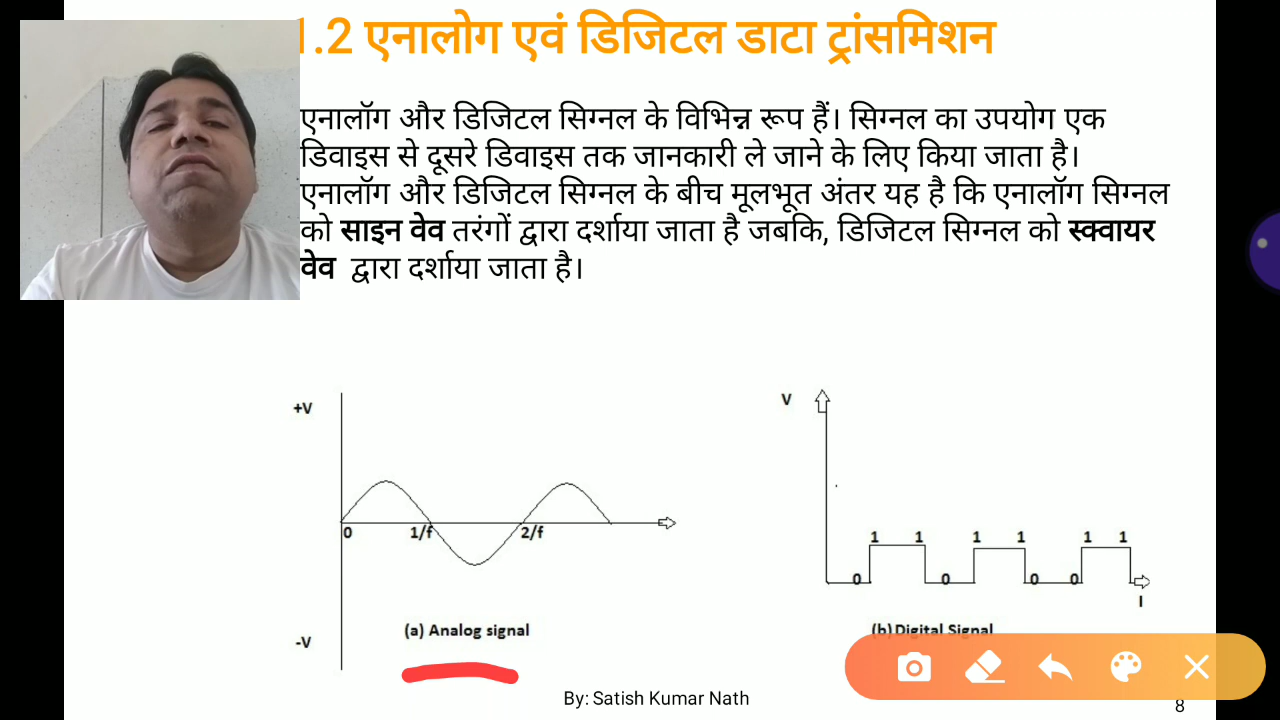 1.2 एनालोग एवं डिजिटल डाटा ट्रांसमिशन
एनालॉग और डिजिटल सिग्नल के विभिन्न रूप हैं। सिग्नल का उपयोग एक
डिवाइस से दूसरे डिवाइस तक जानकारी ले जाने के लिए किया जाता है।
एनालॉग और डिजिटल सिग्नल के बीच मूलभूत अंतर यह है कि एनालॉग सिग्नल
को साइन वेव तरंगों द्वारा दर्शाया जाता है जबकि, डिजिटल सिग्नल को स्क्वायर
वेव द्वारा दर्शाया जाता है।
+V
0 1/f 2/f
-V
(a) Analog signal
V
1 1 1 1 1 1
0 0 0 0
I
(b) Digital Signal
By: Satish Kumar Nath
8